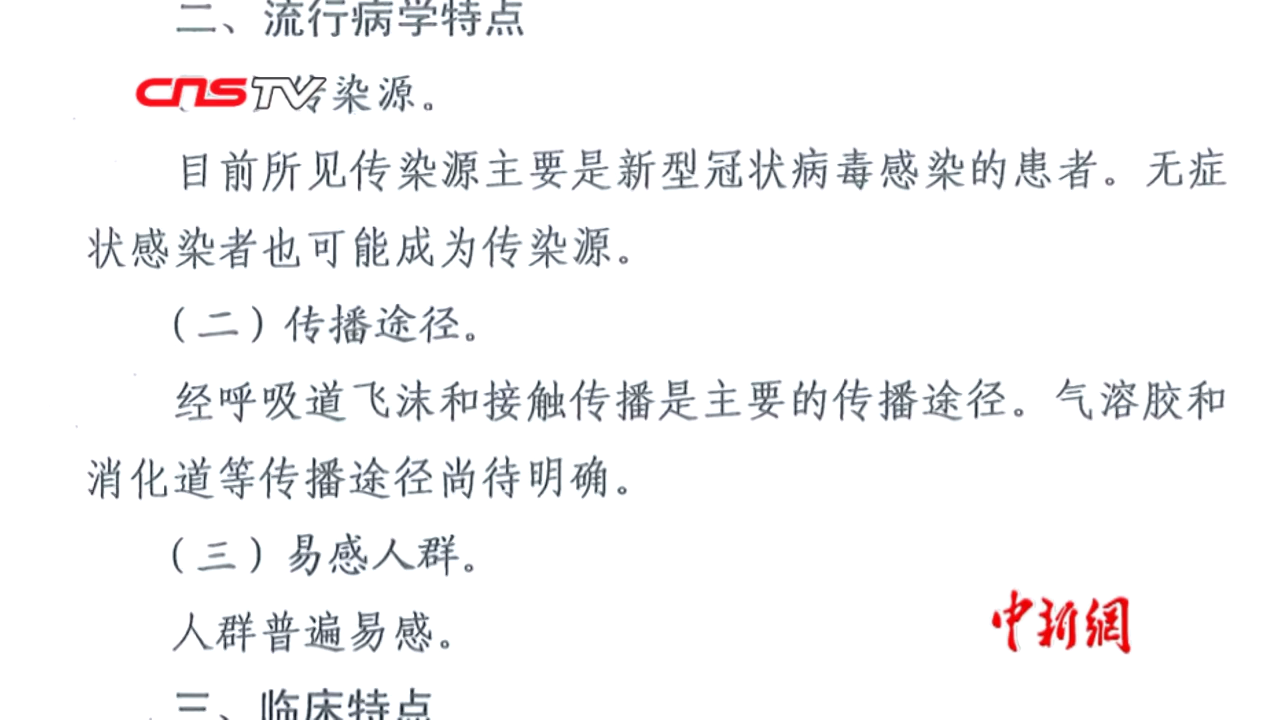 二、流行病学特点
CNSTV
传染源。
目前所见传染源主要是新型冠状病毒感染的患者。无症
状感染者也可能成为传染源。
（二）传播途径。
经呼吸道飞沫和接触传播是主要的传播途径。气溶胶和
消化道等传播途径尚待明确。
（三）易感人群。
人群普遍易感。
中新網
三、临床特点